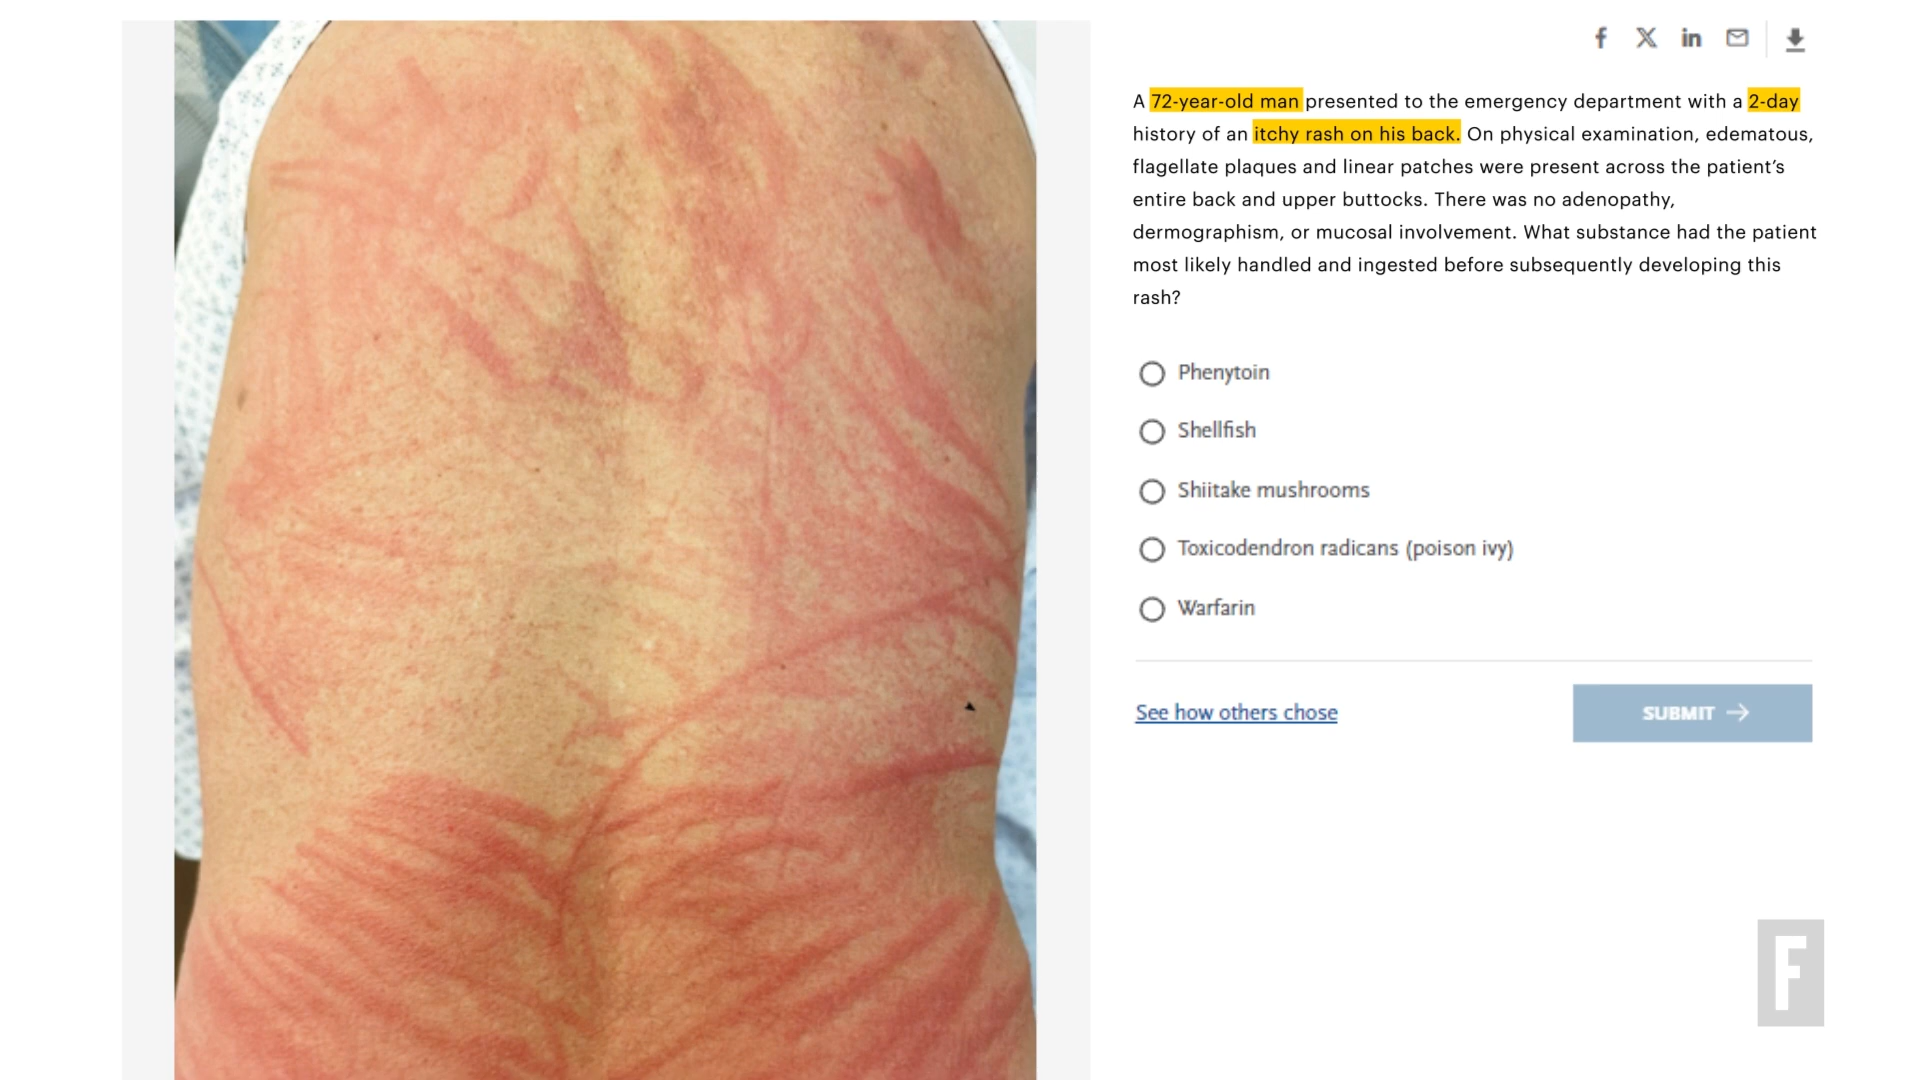 A 72-year-old man presented to the emergency department with a 2-day
history of an itchy rash on his back. On physical examination, edematous,
flagellate plaques and linear patches were present across the patient’s
entire back and upper buttocks. There was no adenopathy,
dermographism, or mucosal involvement. What substance had the patient
most likely handled and ingested before subsequently developing this
rash?
Phenytoin
Shellfish
Shiitake mushrooms
Toxicodendron radicans (poison ivy)
Warfarin
See how others chose
SUBMIT
F